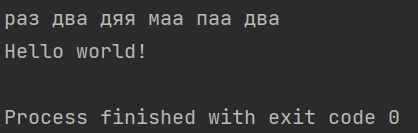 раз два дяя маа паа два
Hello world!
Process finished with exit code 0